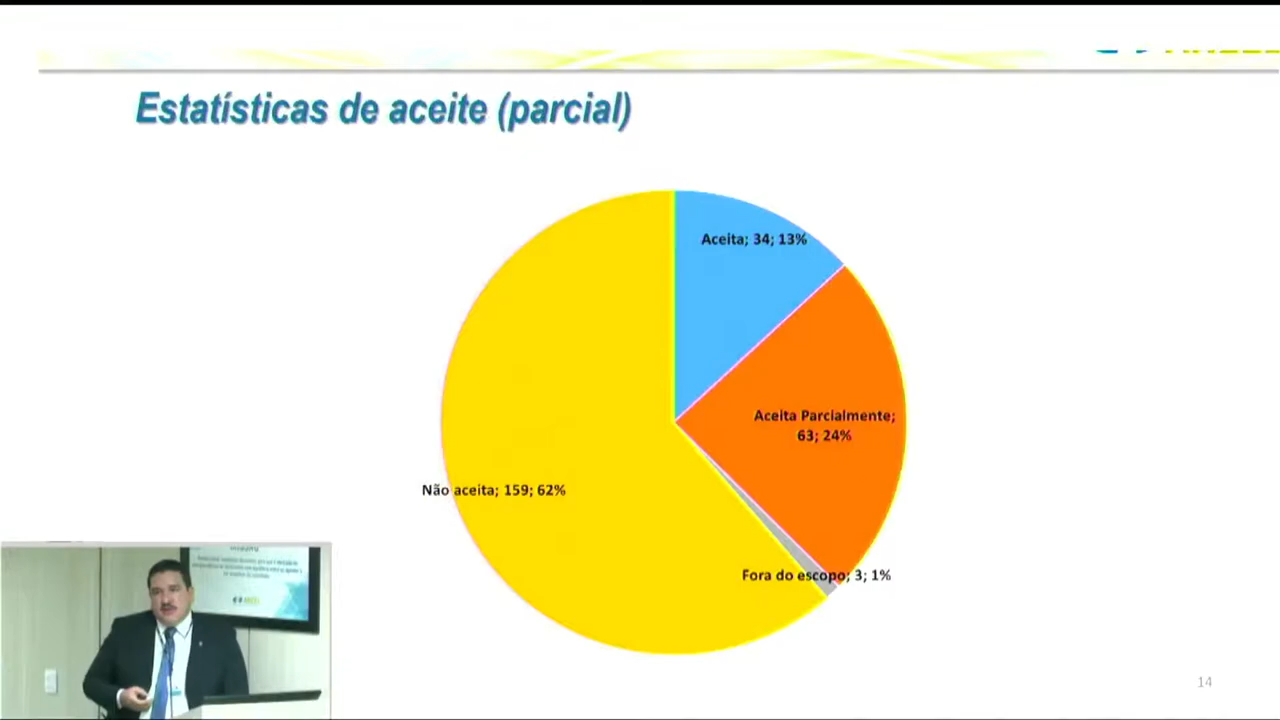 Estatísticas de aceite (parcial)
Aceita; 34; 13%
Aceita Parcialmente;
63; 24%
Não aceita; 159; 62%
Fora do escopo; 3; 1%
14